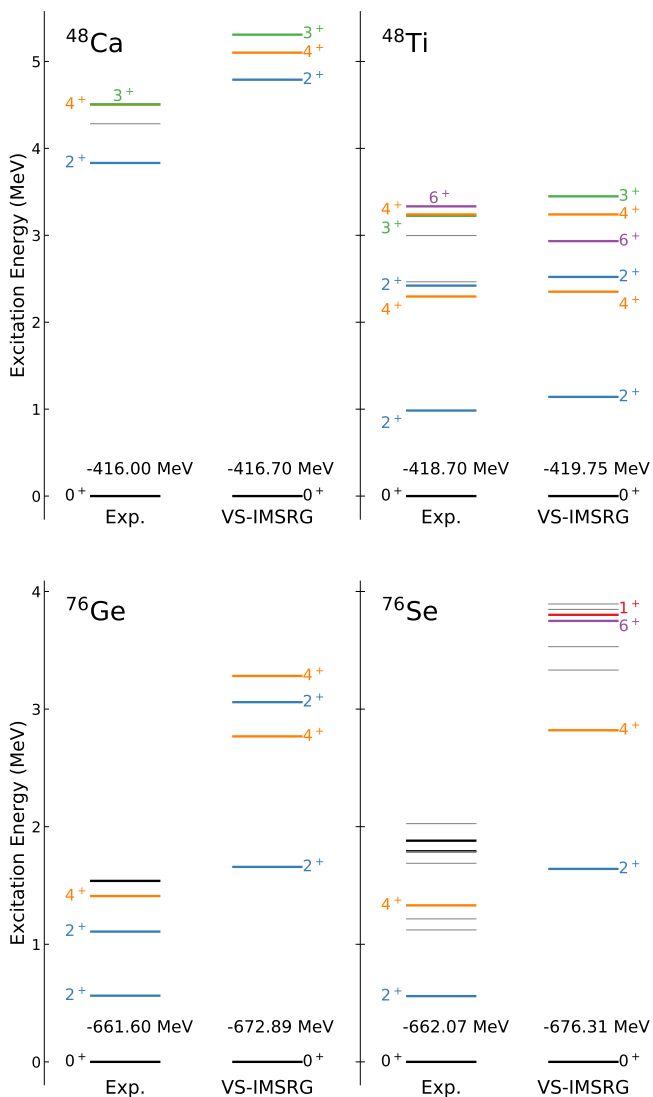 ⁴⁸Ca
Excitation Energy (MeV)
5
4
3
2
1
0
4⁺
3⁺
2⁺
0⁺
-416.00 MeV
Exp.
3⁺
4⁺
2⁺
-416.70 MeV
0⁺
VS-IMSRG
⁴⁸Ti
6⁺
4⁺
3⁺
2⁺
4⁺
2⁺
-418.70 MeV
Exp.
3⁺
4⁺
6⁺
2⁺
4⁺
2⁺
-419.75 MeV
0⁺
VS-IMSRG
⁷⁶Ge
Excitation Energy (MeV)
4
3
2
1
0
4⁺
2⁺
2⁺
-661.60 MeV
0⁺
Exp.
4⁺
2⁺
4⁺
2⁺
-672.89 MeV
0⁺
VS-IMSRG
⁷⁶Se
4⁺
2⁺
-662.07 MeV
Exp.
1⁺
6⁺
4⁺
2⁺
-676.31 MeV
0⁺
VS-IMSRG